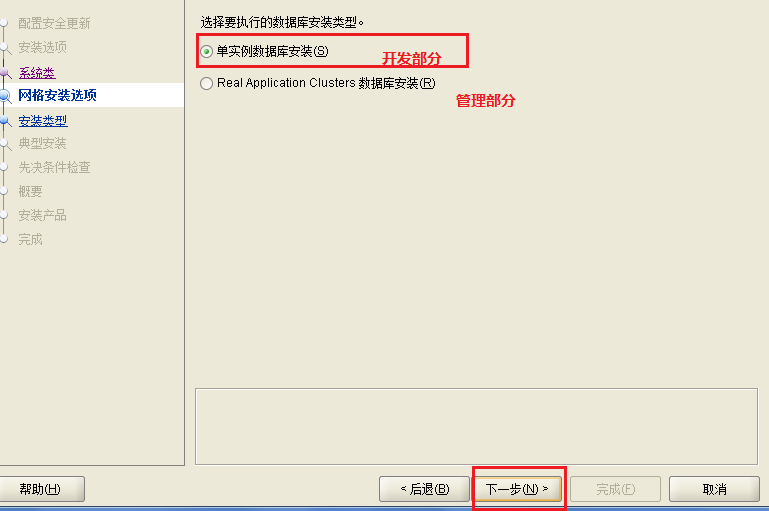 配置安全更新
安装选项
系统类
网格安装选项
安装类型
典型安装
先决条件检查
概要
安装产品
完成
选择要执行的数据库安装类型。
单实例数据库安装(S)
开发部分
Real Application Clusters 数据库安装(R)
管理部分
帮助(H)
< 后退(B)
下一步(N) >
完成(F)
取消